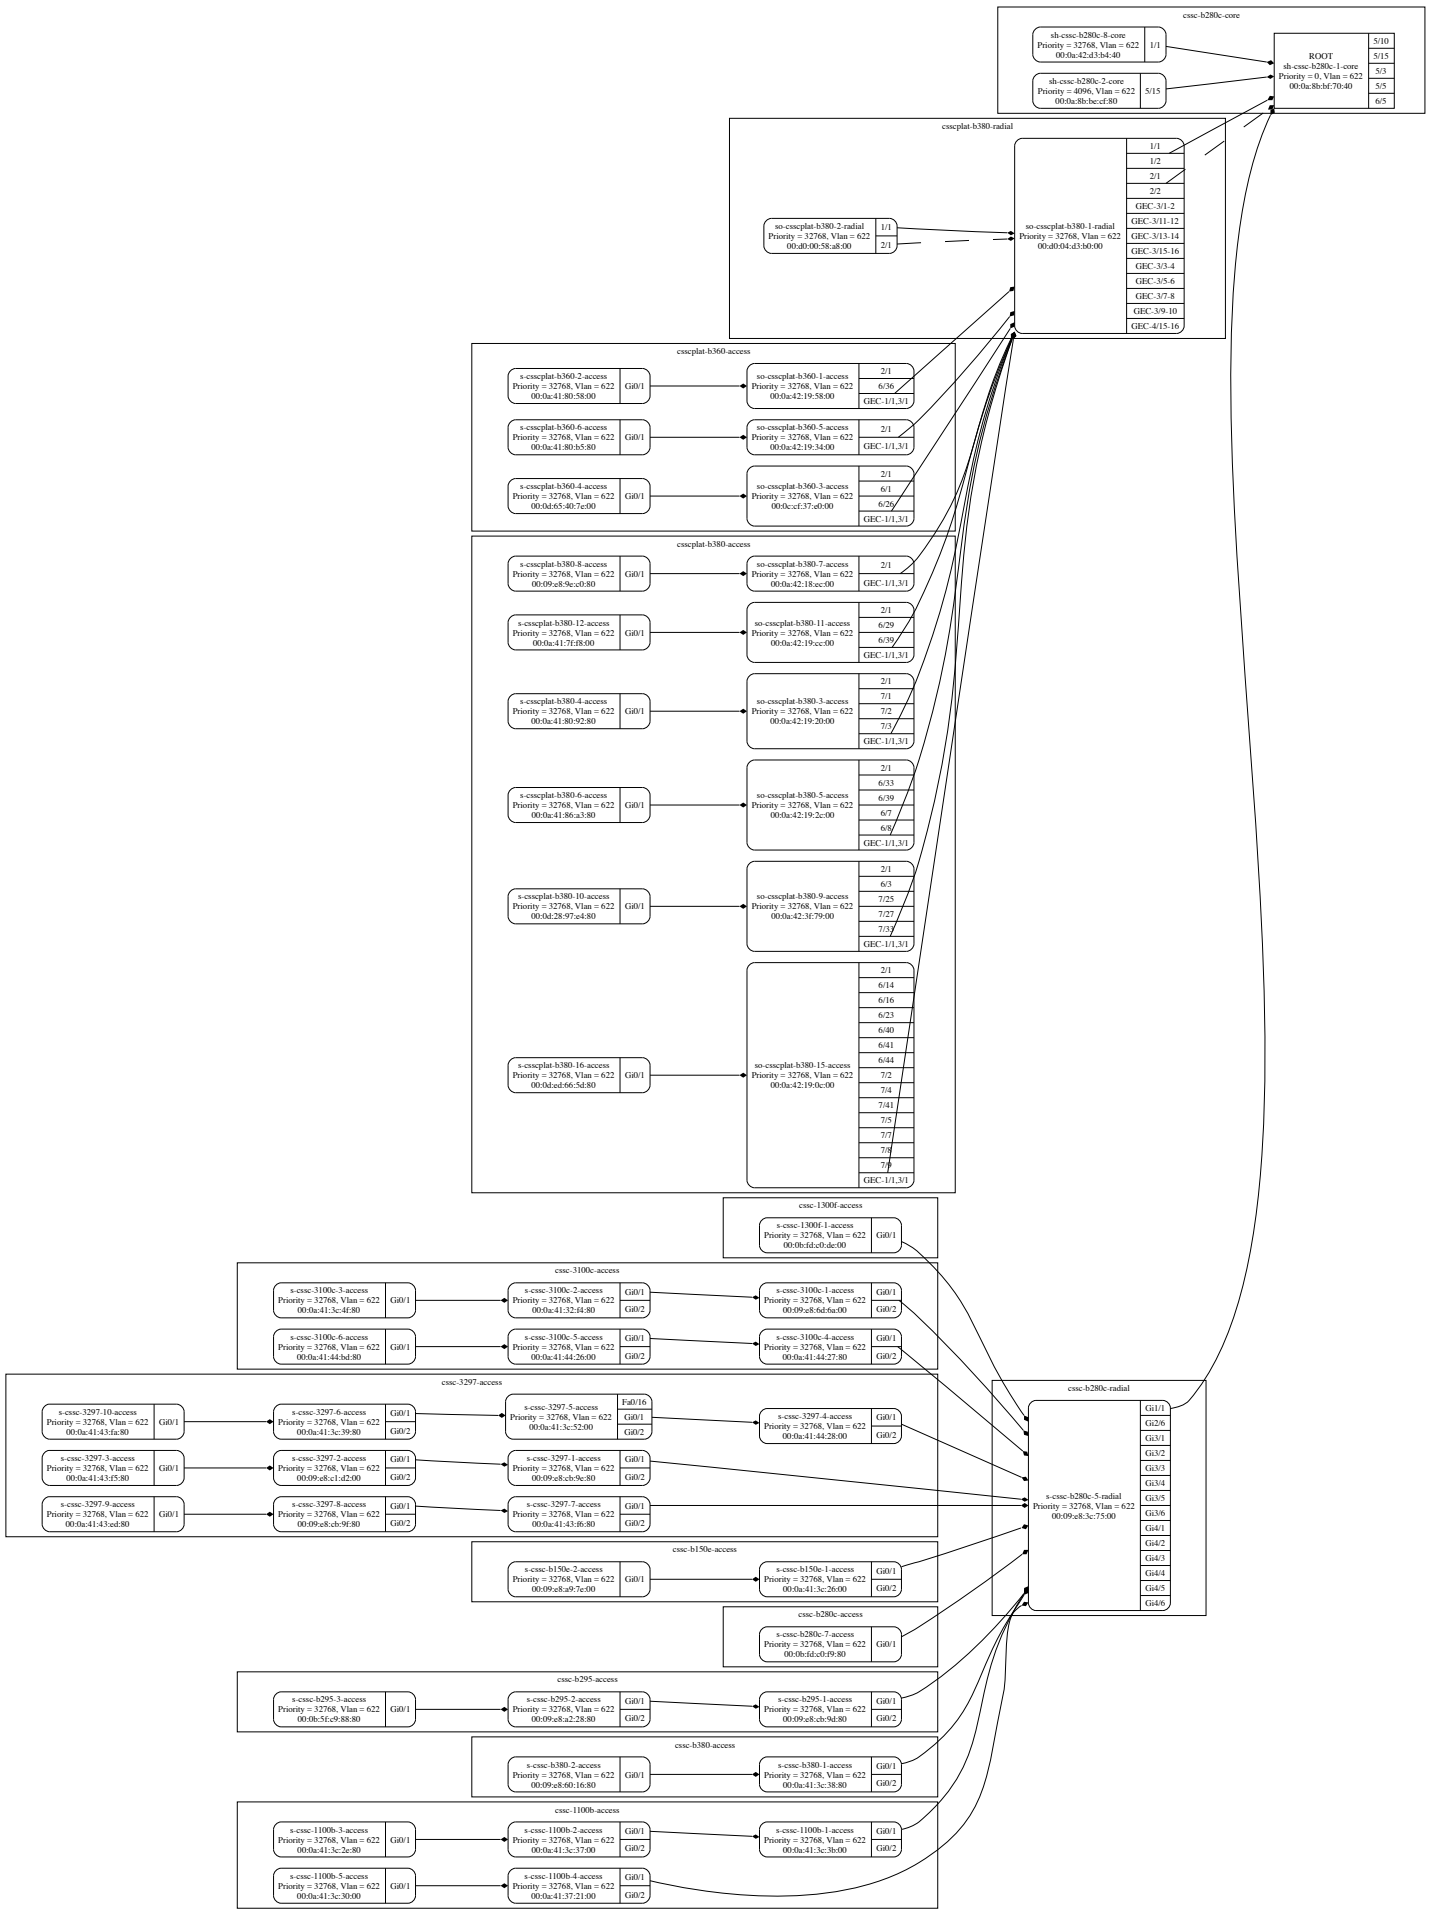 cssc-b280c-core
sh-cssc-b280c-8-core
Priority = 32768, Vlan = 622
00:0a:42:d3:b4:40
1/1
sh-cssc-b280c-2-core
Priority = 4096, Vlan = 622
00:0a:8b:be:cf:80
5/15
ROOT
sh-cssc-b280c-1-core
Priority = 0, Vlan = 622
00:0a:8b:bf:70:40
5/10
5/15
5/3
5/5
6/5
csscplat-b380-radial
so-csscplat-b380-2-radial
Priority = 32768, Vlan = 622
00:d0:00:58:a8:00
1/1
2/1
so-csscplat-b380-1-radial
Priority = 32768, Vlan = 622
00:d0:04:d3:b0:00
1/1
1/2
2/1
2/2
GEC-3/1-2
GEC-3/11-12
GEC-3/13-14
GEC-3/15-16
GEC-3/3-4
GEC-3/5-6
GEC-3/7-8
GEC-3/9-10
GEC-4/15-16
csscplat-b360-access
s-csscplat-b360-2-access
Priority = 32768, Vlan = 622
00:0a:41:80:58:00
Gi0/1
so-csscplat-b360-1-access
Priority = 32768, Vlan = 622
00:0a:42:19:58:00
2/1
6/36
GEC-1/1,3/1
s-csscplat-b360-6-access
Priority = 32768, Vlan = 622
00:0a:41:80:b5:80
Gi0/1
so-csscplat-b360-5-access
Priority = 32768, Vlan = 622
00:0a:42:19:34:00
2/1
GEC-1/1,3/1
s-csscplat-b360-4-access
Priority = 32768, Vlan = 622
00:0d:65:40:7e:00
Gi0/1
so-csscplat-b360-3-access
Priority = 32768, Vlan = 622
00:0c:cf:37:e0:00
2/1
6/1
6/26
GEC-1/1,3/1
csscplat-b380-access
s-csscplat-b380-8-access
Priority = 32768, Vlan = 622
00:09:e8:9e:c0:80
Gi0/1
so-csscplat-b380-7-access
Priority = 32768, Vlan = 622
00:0a:42:18:ec:00
2/1
GEC-1/1,3/1
s-csscplat-b380-12-access
Priority = 32768, Vlan = 622
00:0a:41:7f:f8:00
Gi0/1
so-csscplat-b380-11-access
Priority = 32768, Vlan = 622
00:0a:42:19:cc:00
2/1
6/29
6/39
GEC-1/1,3/1
s-csscplat-b380-4-access
Priority = 32768, Vlan = 622
00:0a:41:80:92:80
Gi0/1
so-csscplat-b380-3-access
Priority = 32768, Vlan = 622
00:0a:42:19:20:00
2/1
7/1
7/2
7/3
GEC-1/1,3/1
s-csscplat-b380-6-access
Priority = 32768, Vlan = 622
00:0a:41:86:a3:80
Gi0/1
so-csscplat-b380-5-access
Priority = 32768, Vlan = 622
00:0a:42:19:2c:00
2/1
6/33
6/39
6/7
6/8
GEC-1/1,3/1
s-csscplat-b380-10-access
Priority = 32768, Vlan = 622
00:0d:28:97:e4:80
Gi0/1
so-csscplat-b380-9-access
Priority = 32768, Vlan = 622
00:0a:42:3f:79:00
2/1
6/3
7/25
7/27
7/33
GEC-1/1,3/1
s-csscplat-b380-16-access
Priority = 32768, Vlan = 622
00:0d:ed:66:5d:80
Gi0/1
so-csscplat-b380-15-access
Priority = 32768, Vlan = 622
00:0a:42:19:0c:00
2/1
6/14
6/16
6/23
6/40
6/41
6/44
7/2
7/4
7/41
7/5
7/7
7/8
7/9
GEC-1/1,3/1
cssc-1300f-access
s-cssc-1300f-1-access
Priority = 32768, Vlan = 622
00:0b:fd:c0:de:00
Gi0/1
cssc-3100c-access
s-cssc-3100c-3-access
Priority = 32768, Vlan = 622
00:0a:41:3c:4f:80
Gi0/1
s-cssc-3100c-2-access
Priority = 32768, Vlan = 622
00:0a:41:32:f4:80
Gi0/1
Gi0/2
s-cssc-3100c-1-access
Priority = 32768, Vlan = 622
00:09:e8:6d:6a:00
Gi0/1
Gi0/2
s-cssc-3100c-6-access
Priority = 32768, Vlan = 622
00:0a:41:44:bd:80
Gi0/1
s-cssc-3100c-5-access
Priority = 32768, Vlan = 622
00:0a:41:44:26:00
Gi0/1
Gi0/2
s-cssc-3100c-4-access
Priority = 32768, Vlan = 622
00:0a:41:44:27:80
Gi0/1
Gi0/2
cssc-3297-access
s-cssc-3297-10-access
Priority = 32768, Vlan = 622
00:0a:41:43:fa:80
Gi0/1
s-cssc-3297-6-access
Priority = 32768, Vlan = 622
00:0a:41:3c:39:80
Gi0/1
Gi0/2
s-cssc-3297-5-access
Priority = 32768, Vlan = 622
00:0a:41:3c:52:00
Fa0/16
Gi0/1
Gi0/2
s-cssc-3297-4-access
Priority = 32768, Vlan = 622
00:0a:41:44:28:00
Gi0/1
Gi0/2
s-cssc-3297-3-access
Priority = 32768, Vlan = 622
00:0a:41:43:f5:80
Gi0/1
s-cssc-3297-2-access
Priority = 32768, Vlan = 622
00:09:e8:c1:d2:00
Gi0/1
Gi0/2
s-cssc-3297-1-access
Priority = 32768, Vlan = 622
00:09:e8:cb:9e:80
Gi0/1
Gi0/2
s-cssc-3297-9-access
Priority = 32768, Vlan = 622
00:0a:41:43:ed:80
Gi0/1
s-cssc-3297-8-access
Priority = 32768, Vlan = 622
00:09:e8:cb:9f:80
Gi0/1
Gi0/2
s-cssc-3297-7-access
Priority = 32768, Vlan = 622
00:0a:41:43:f6:80
Gi0/1
Gi0/2
cssc-b280c-radial
s-cssc-b280c-5-radial
Priority = 32768, Vlan = 622
00:09:e8:3c:75:00
Gi1/1
Gi2/6
Gi3/1
Gi3/2
Gi3/3
Gi3/4
Gi3/5
Gi3/6
Gi4/1
Gi4/2
Gi4/3
Gi4/4
Gi4/5
Gi4/6
cssc-b150e-access
s-cssc-b150e-2-access
Priority = 32768, Vlan = 622
00:09:e8:a9:7e:00
Gi0/1
s-cssc-b150e-1-access
Priority = 32768, Vlan = 622
00:0a:41:3c:26:00
Gi0/1
Gi0/2
cssc-b280c-access
s-cssc-b280c-7-access
Priority = 32768, Vlan = 622
00:0b:fd:c0:f9:80
Gi0/1
cssc-b295-access
s-cssc-b295-3-access
Priority = 32768, Vlan = 622
00:0b:5f:c9:88:80
Gi0/1
s-cssc-b295-2-access
Priority = 32768, Vlan = 622
00:09:e8:a2:28:80
Gi0/1
Gi0/2
s-cssc-b295-1-access
Priority = 32768, Vlan = 622
00:09:e8:cb:9d:80
Gi0/1
Gi0/2
cssc-b380-access
s-cssc-b380-2-access
Priority = 32768, Vlan = 622
00:09:e8:60:16:80
Gi0/1
s-cssc-b380-1-access
Priority = 32768, Vlan = 622
00:0a:41:3c:38:80
Gi0/1
Gi0/2
cssc-1100b-access
s-cssc-1100b-3-access
Priority = 32768, Vlan = 622
00:0a:41:3c:2e:80
Gi0/1
s-cssc-1100b-2-access
Priority = 32768, Vlan = 622
00:0a:41:3c:37:00
Gi0/1
Gi0/2
s-cssc-1100b-1-access
Priority = 32768, Vlan = 622
00:0a:41:3c:3b:00
Gi0/1
Gi0/2
s-cssc-1100b-5-access
Priority = 32768, Vlan = 622
00:0a:41:3c:30:00
Gi0/1
s-cssc-1100b-4-access
Priority = 32768, Vlan = 622
00:0a:41:37:21:00
Gi0/1
Gi0/2